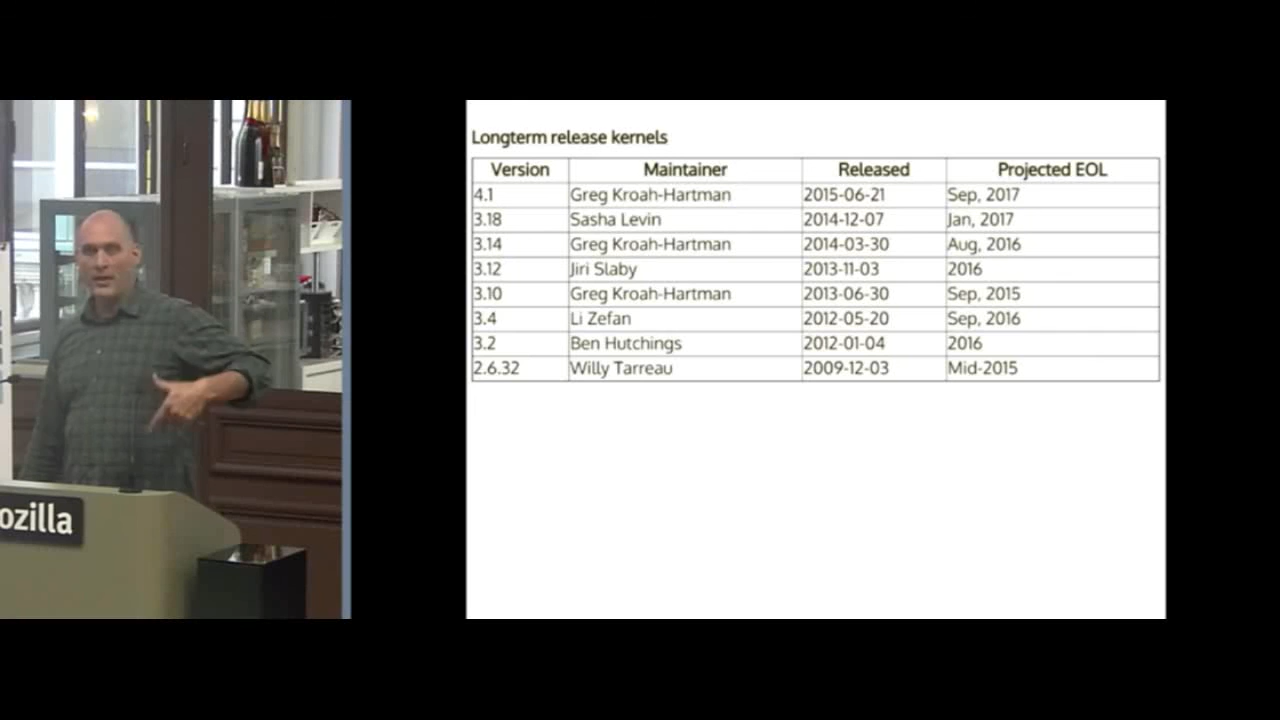 Longterm release kernels
Version Maintainer Released Projected EOL
4.1 Greg Kroah-Hartman 2015-06-21 Sep, 2017
3.18 Sasha Levin 2014-12-07 Jan, 2017
3.14 Greg Kroah-Hartman 2014-03-30 Aug, 2016
3.12 Jiri Slaby 2013-11-03 2016
3.10 Greg Kroah-Hartman 2013-06-30 Sep, 2015
3.4 Li Zefan 2012-05-20 Sep, 2016
3.2 Ben Hutchings 2012-01-04 2016
2.6.32 Willy Tarreau 2009-12-03 Mid-2015
ozilla